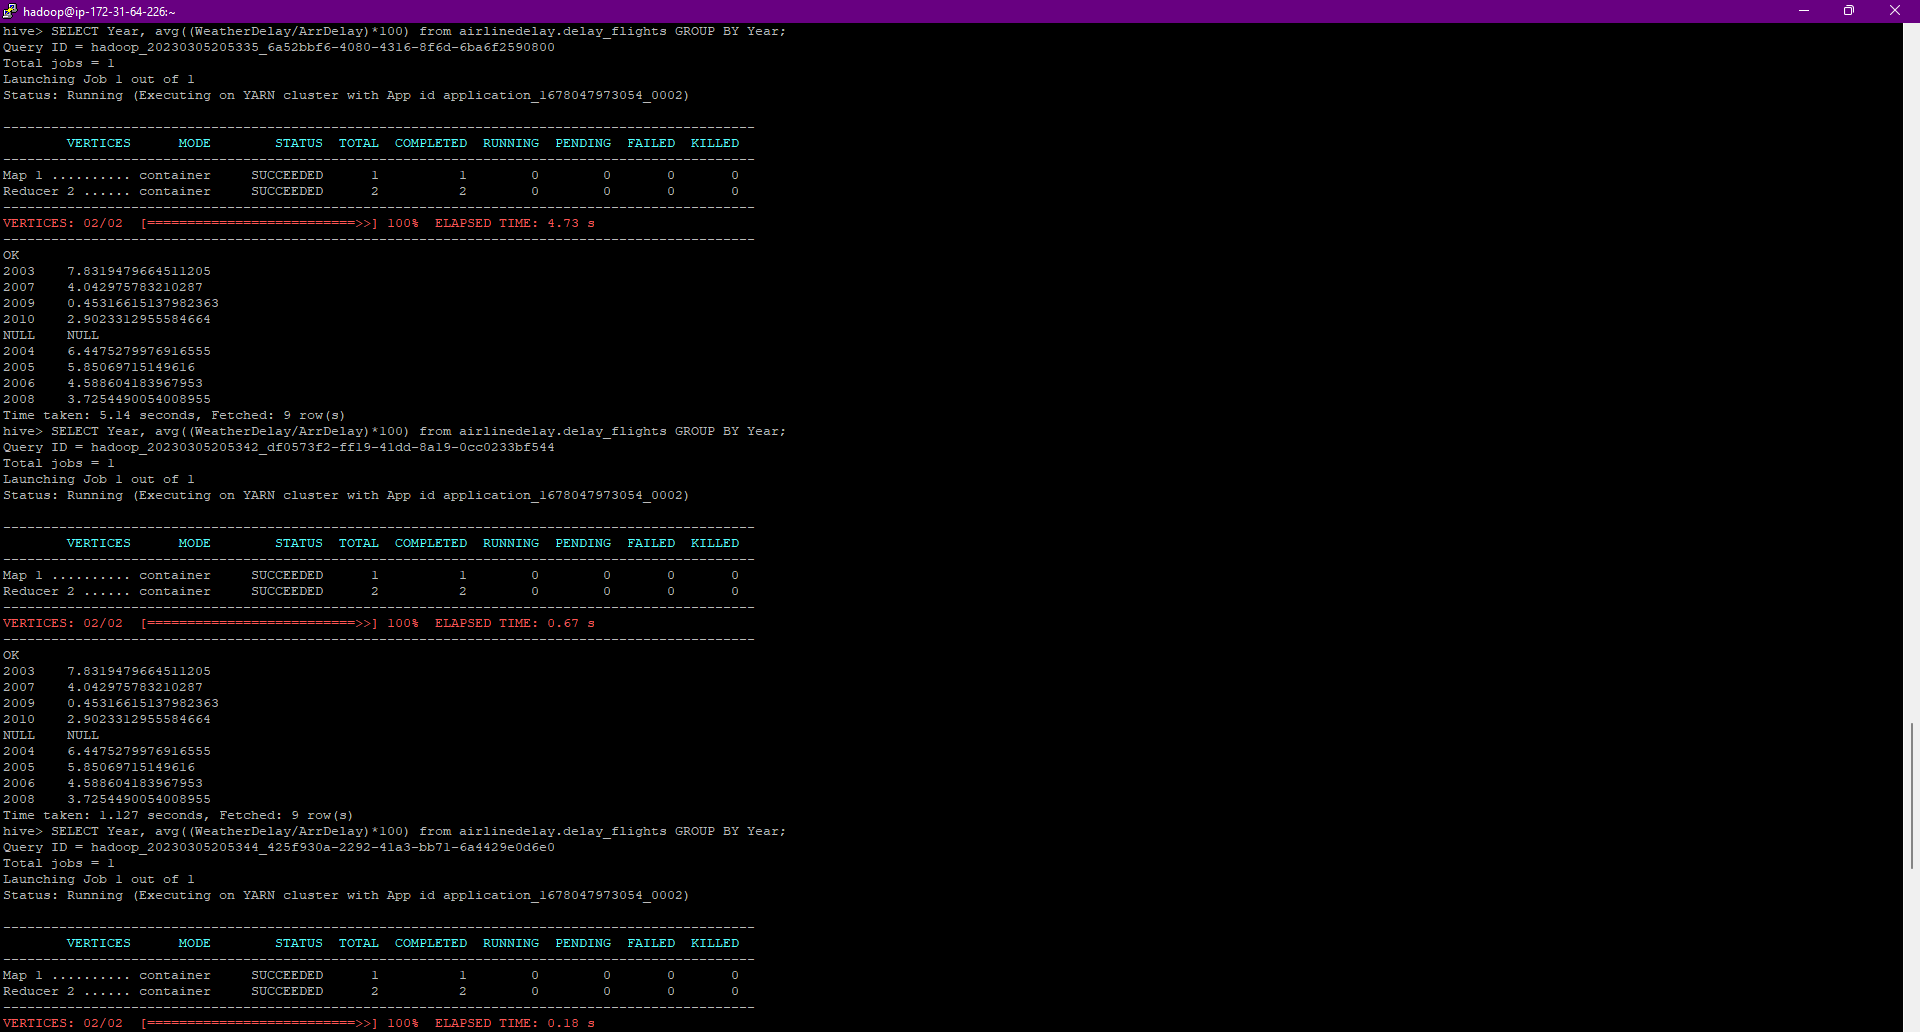 hadoop@ip-172-31-64-226:~
hive> SELECT Year, avg((WeatherDelay/ArrDelay)*100) from airlinedelay.delay_flights GROUP BY Year;
Query ID = hadoop_20230305205335_6a52bbf6-4080-4316-8f6d-6ba6f2590800
Total jobs = 1
Launching Job 1 out of 1
Status: Running (Executing on YARN cluster with App id application_1678047973054_0002)
----------------------------------------------------------------------------------------------
VERTICES MODE STATUS TOTAL COMPLETED RUNNING PENDING FAILED KILLED
----------------------------------------------------------------------------------------------
Map 1 .......... container SUCCEEDED 1 1 0 0 0 0
Reducer 2 ...... container SUCCEEDED 2 2 0 0 0 0
----------------------------------------------------------------------------------------------
VERTICES: 02/02 [==========================>>] 100% ELAPSED TIME: 4.73 s
----------------------------------------------------------------------------------------------
OK
2003 7.8319479664511205
2007 4.042975783210287
2009 0.45316615137982363
2010 2.9023312955584664
NULL NULL
2004 6.4475279976916555
2005 5.85069715149616
2006 4.588604183967953
2008 3.7254490054008955
Time taken: 5.14 seconds, Fetched: 9 row(s)
hive> SELECT Year, avg((WeatherDelay/ArrDelay)*100) from airlinedelay.delay_flights GROUP BY Year;
Query ID = hadoop_20230305205342_df0573f2-ff19-41dd-8a19-0cc0233bf544
Total jobs = 1
Launching Job 1 out of 1
Status: Running (Executing on YARN cluster with App id application_1678047973054_0002)
----------------------------------------------------------------------------------------------
VERTICES MODE STATUS TOTAL COMPLETED RUNNING PENDING FAILED KILLED
----------------------------------------------------------------------------------------------
Map 1 .......... container SUCCEEDED 1 1 0 0 0 0
Reducer 2 ...... container SUCCEEDED 2 2 0 0 0 0
----------------------------------------------------------------------------------------------
VERTICES: 02/02 [==========================>>] 100% ELAPSED TIME: 0.67 s
----------------------------------------------------------------------------------------------
OK
2003 7.8319479664511205
2007 4.042975783210287
2009 0.45316615137982363
2010 2.9023312955584664
NULL NULL
2004 6.4475279976916555
2005 5.85069715149616
2006 4.588604183967953
2008 3.7254490054008955
Time taken: 1.127 seconds, Fetched: 9 row(s)
hive> SELECT Year, avg((WeatherDelay/ArrDelay)*100) from airlinedelay.delay_flights GROUP BY Year;
Query ID = hadoop_20230305205344_425f930a-2292-41a3-bb71-6a4429e0d6e0
Total jobs = 1
Launching Job 1 out of 1
Status: Running (Executing on YARN cluster with App id application_1678047973054_0002)
----------------------------------------------------------------------------------------------
VERTICES MODE STATUS TOTAL COMPLETED RUNNING PENDING FAILED KILLED
----------------------------------------------------------------------------------------------
Map 1 .......... container SUCCEEDED 1 1 0 0 0 0
Reducer 2 ...... container SUCCEEDED 2 2 0 0 0 0
----------------------------------------------------------------------------------------------
VERTICES: 02/02 [==========================>>] 100% ELAPSED TIME: 0.18 s